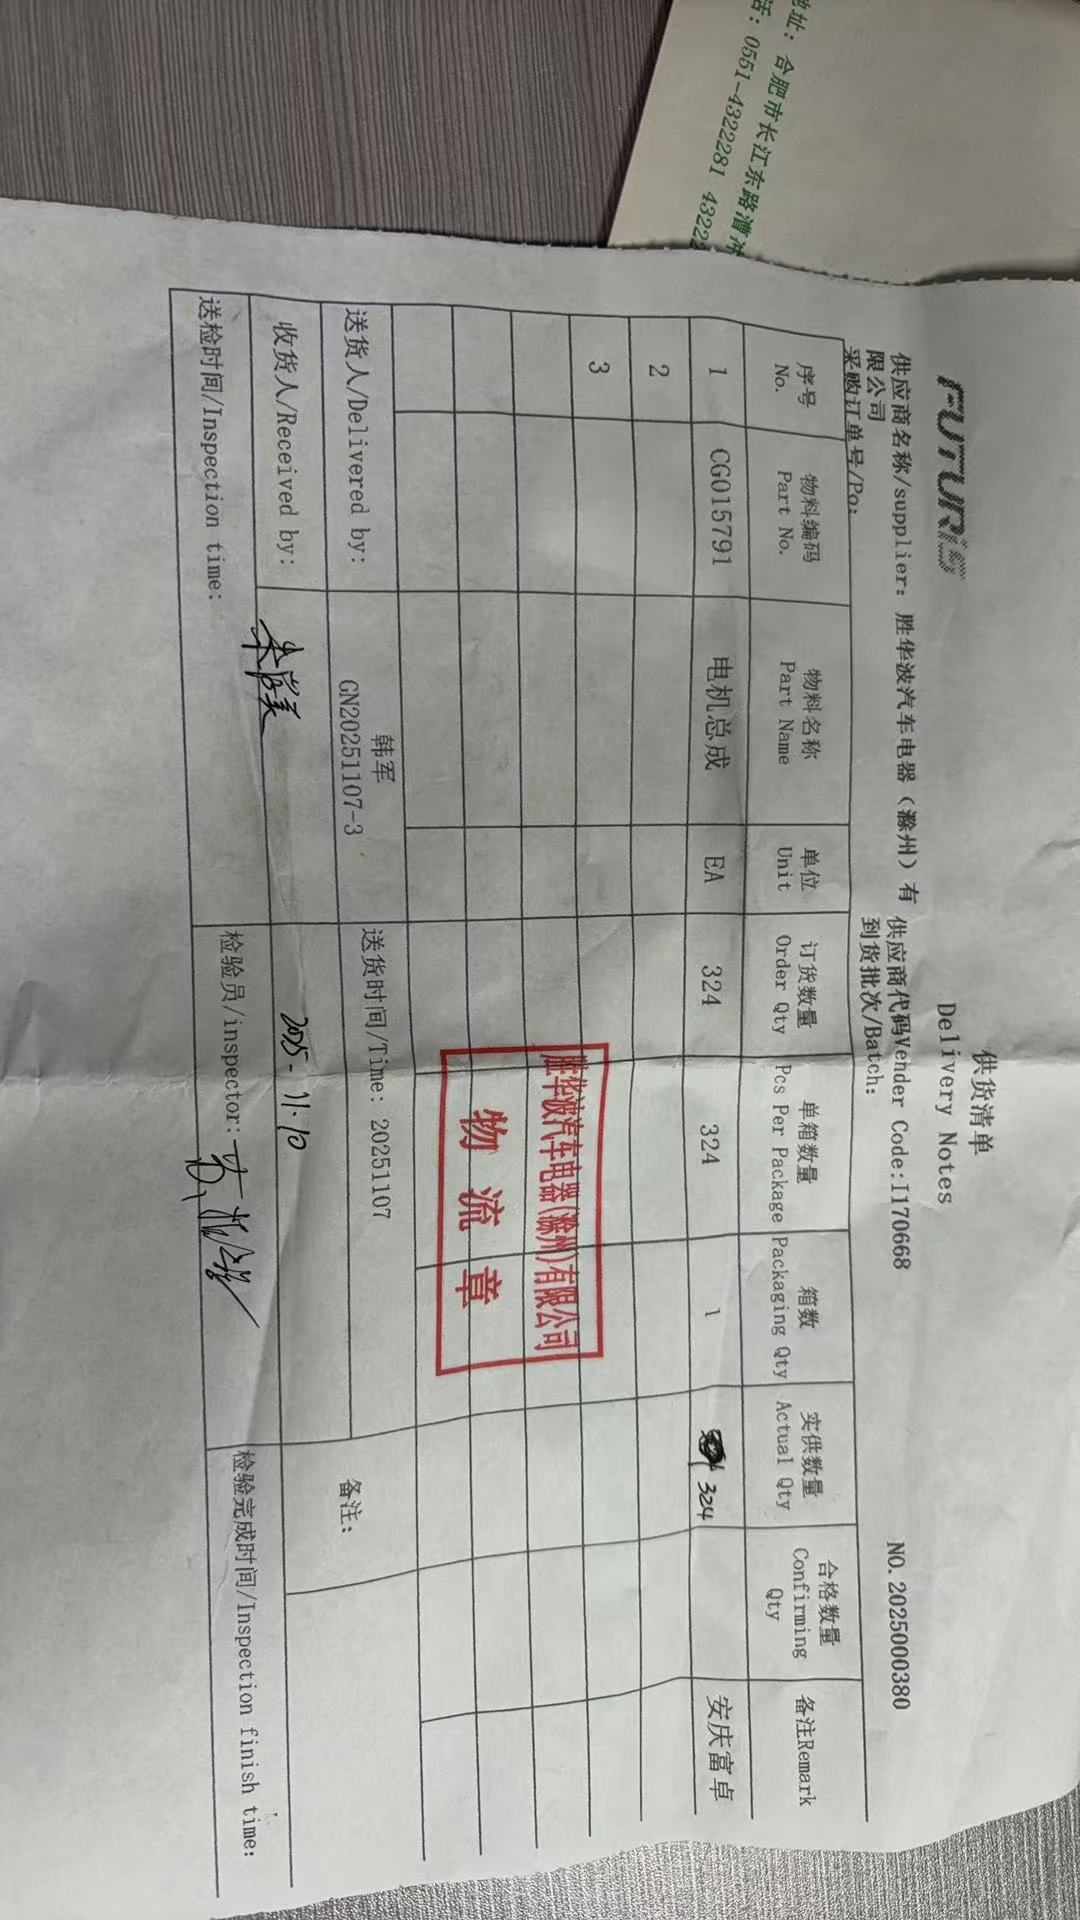 地址：合肥市长江东路漕冲
话：0551-4322281 4322
FUTURIS
供货清单
Delivery Notes
供应商名称/supplier: 胜华波汽车电器（滁州）有限公司
供应商代码Vender Code:I170668
NO. 2025000380
采购订单号/Po:
到货批次/Batch:
序号 No. 物料编码 Part No. 物料名称 Part Name 单位 Unit 订货数量 Order Qty 单箱数量 Pcs Per Package 箱数 Packaging Qty 实供数量 Actual Qty 合格数量 Confirming Qty 备注Remark
1 CG015791 电机总成 EA 324 324 1 324 安庆富卓
2
3
胜华波汽车电器(滁州)有限公司
物流章
送货人/Delivered by: 韩军 GN20251107-3 送货时间/Time: 20251107 备注:
收货人/Received by: 2025-11.10
送检时间/Inspection time: 检验员/inspector: 检验完成时间/Inspection finish time: